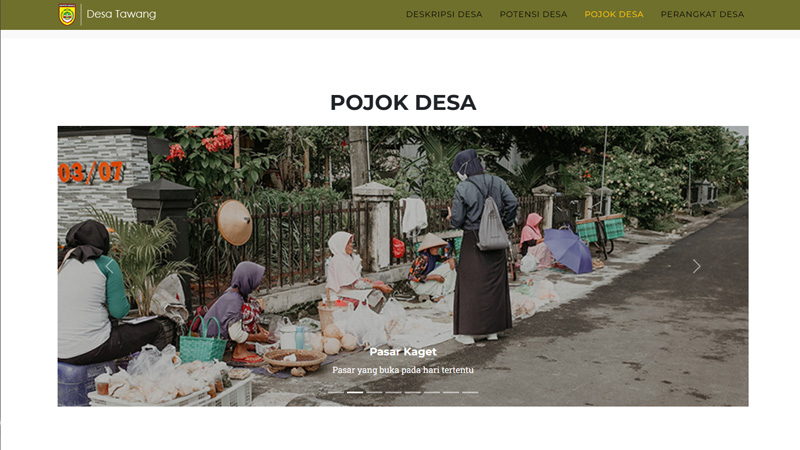 Desa Tawang
DESKRIPSI DESA
POTENSI DESA
POJOK DESA
PERANGKAT DESA
POJOK DESA
03/07
Pasar Kaget
Pasar yang buka pada hari tertentu